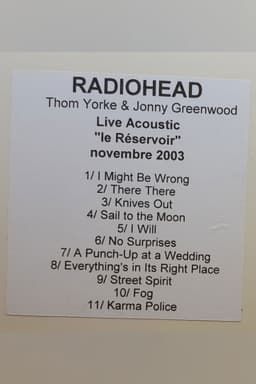 RADIOHEAD
Thom Yorke & Jonny Greenwood
Live Acoustic
"le Réservoir"
novembre 2003
1/ I Might Be Wrong
2/ There There
3/ Knives Out
4/ Sail to the Moon
5/ I Will
6/ No Surprises
7/ A Punch-Up at a Wedding
8/ Everything's in Its Right Place
9/ Street Spirit
10/ Fog
11/ Karma Police